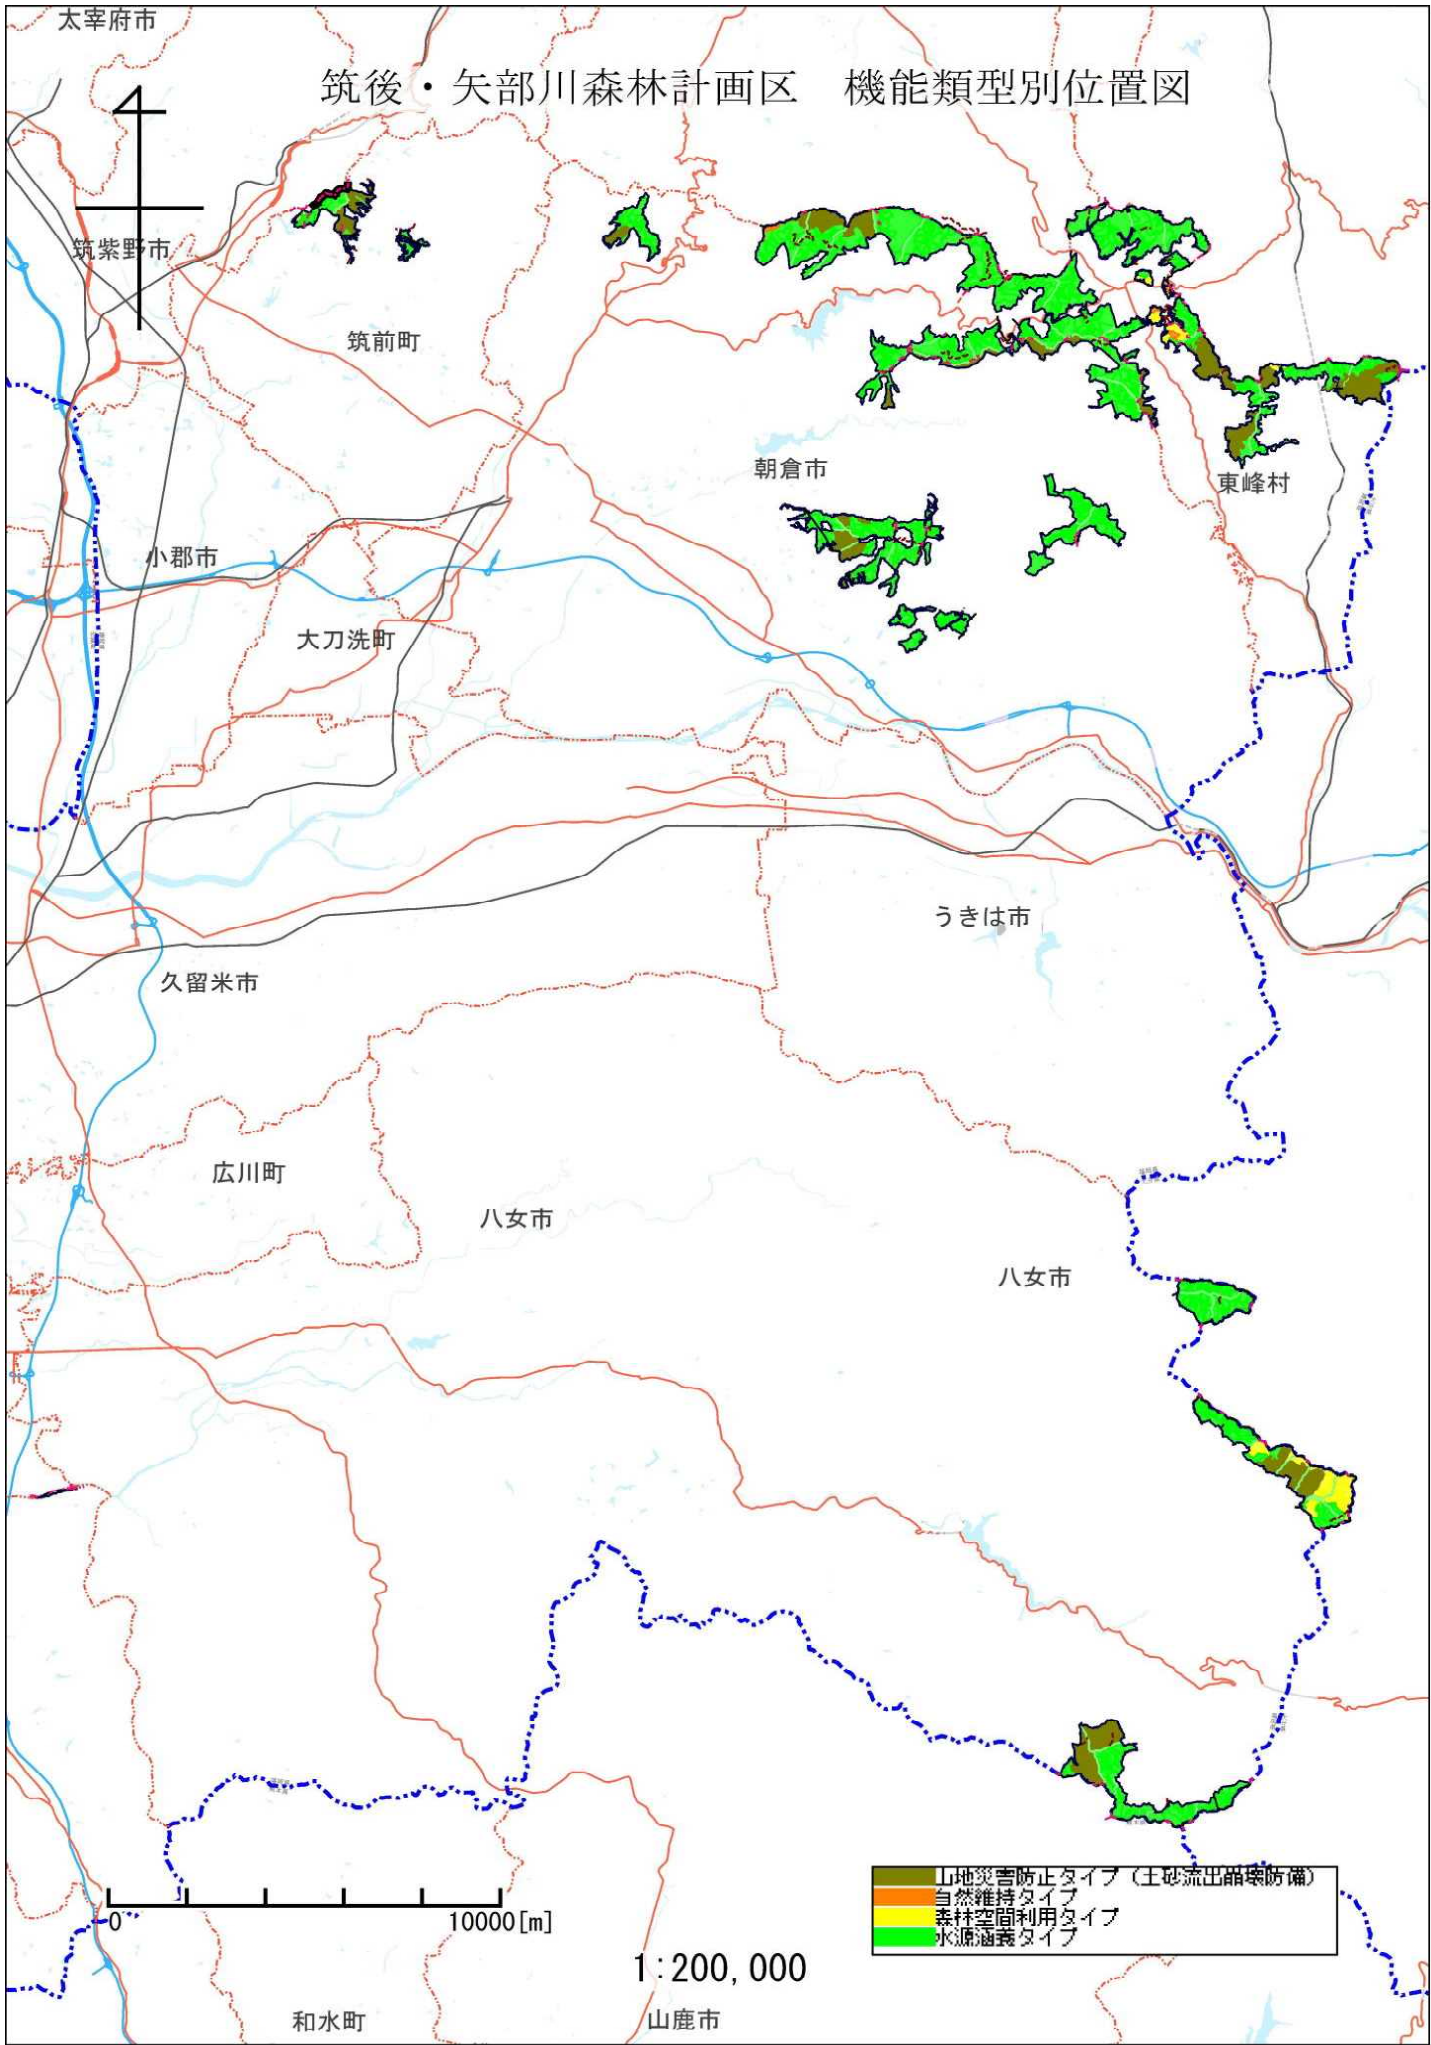 太宰府市
筑後・矢部川森林計画区　機能類型別位置図
筑紫野市
筑前町
朝倉市
東峰村
小郡市
大刀洗町
うきは市
久留米市
広川町
八女市
八女市
山地災害防止タイプ（土砂流出崩壊防備）
自然維持タイプ
森林空間利用タイプ
水源涵養タイプ
0
10000[m]
1:200,000
和水町
山鹿市